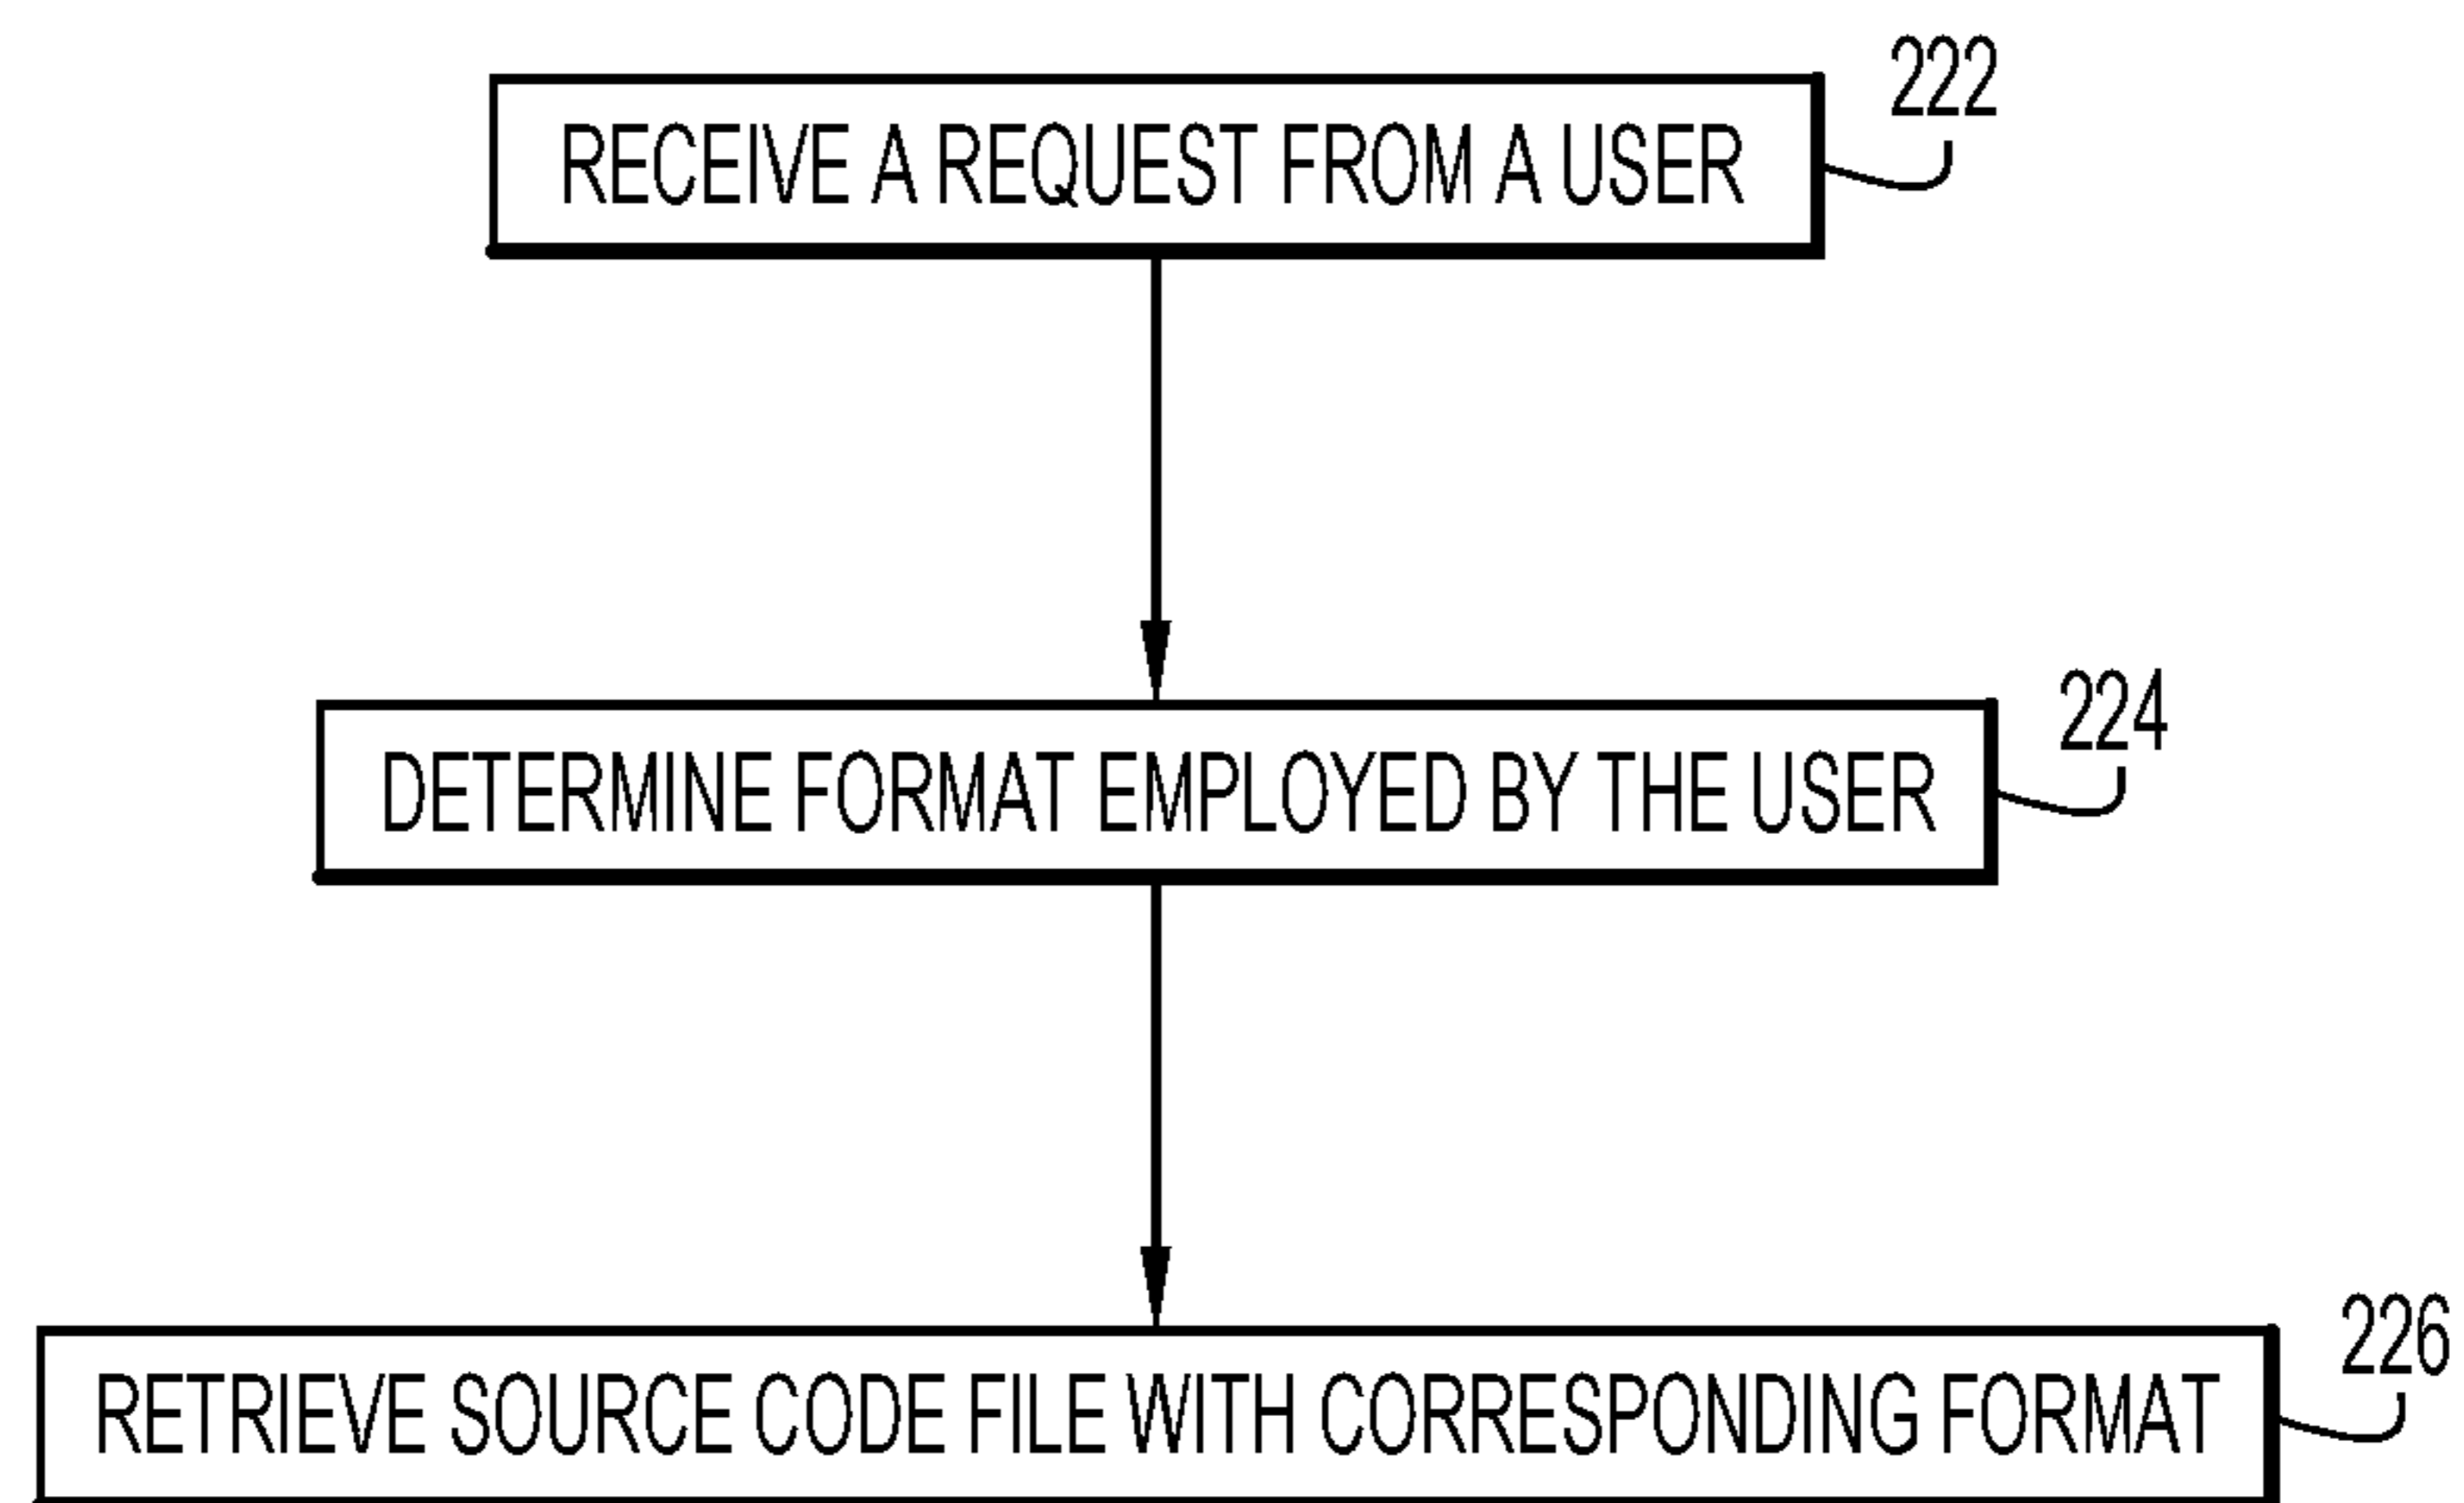 222
RECEIVE A REQUEST FROM A USER
224
DETERMINE FORMAT EMPLOYED BY THE USER
226
RETRIEVE SOURCE CODE FILE WITH CORRESPONDING FORMAT